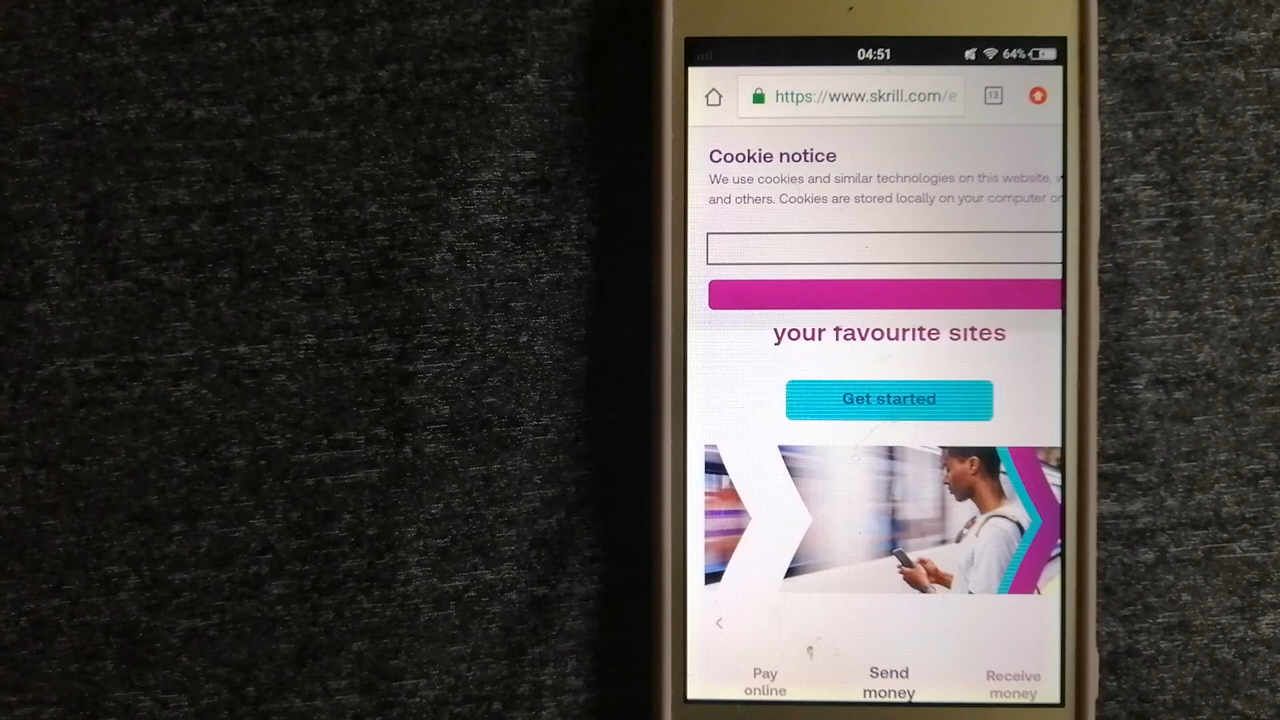 04:51
64%
https://www.skrill.com/e
13
Cookie notice
We use cookies and similar technologies on this website,
and others. Cookies are stored locally on your computer or
your favourite sites
Get started
Pay
online
Send
money
Receive
money